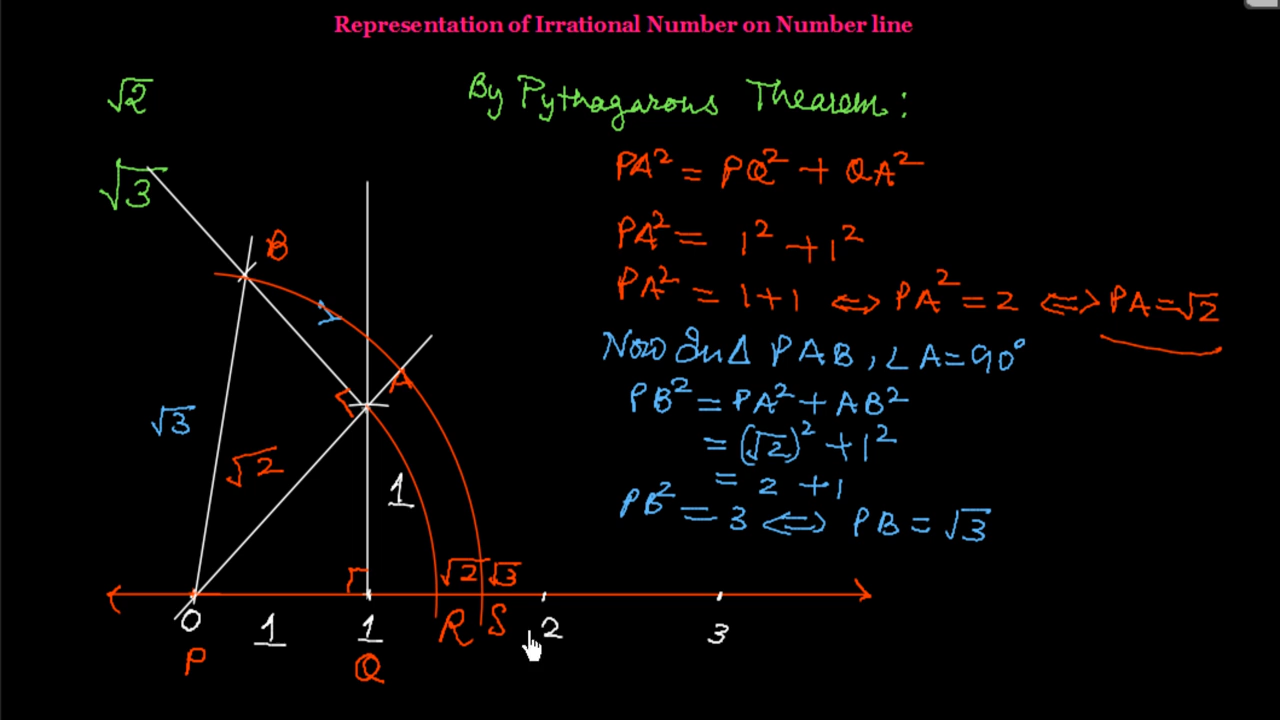 Representation of Irrational Number on Number line
√2
By Pythagarous Thearem:
√3
PA² = PQ² + QA²
PA² = 1² + 1²
PA² = 1+1 ⇔ PA² = 2 ⇔ PA = √2
Now In Δ PAB, ∠A = 90°
PB² = PA² + AB²
= (√2)² + 1²
= 2 + 1
PB² = 3 ⇔ PB = √3
B
A
√3
√2
1
√2 √3
0 1 1 R S 2 3
P Q